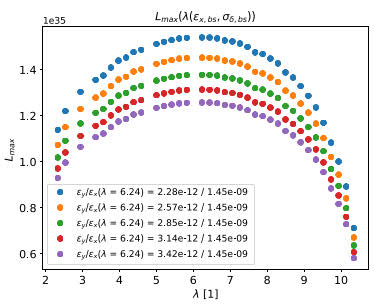 L_max(λ(ε_x,bs, σ_δ,bs))
1e35
1.4
1.2
1.0
0.8
0.6
L_max
ε_y/ε_x(λ = 6.24) = 2.28e-12 / 1.45e-09
ε_y/ε_x(λ = 6.24) = 2.57e-12 / 1.45e-09
ε_y/ε_x(λ = 6.24) = 2.85e-12 / 1.45e-09
ε_y/ε_x(λ = 6.24) = 3.14e-12 / 1.45e-09
ε_y/ε_x(λ = 6.24) = 3.42e-12 / 1.45e-09
2 3 4 5 6 7 8 9 10
λ [1]